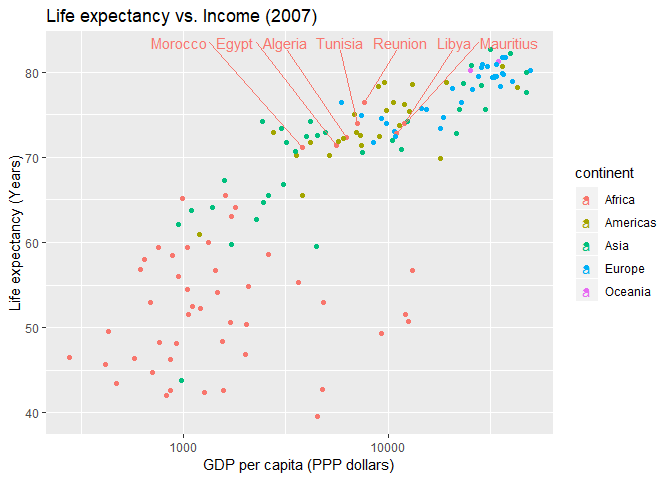 Life expectancy vs. Income (2007)
Morocco Egypt Algeria Tunisia Reunion Libya Mauritius
80
70
60
50
40
Life expectancy (Years)
1000 10000
GDP per capita (PPP dollars)
continent
a Africa
a Americas
a Asia
a Europe
a Oceania